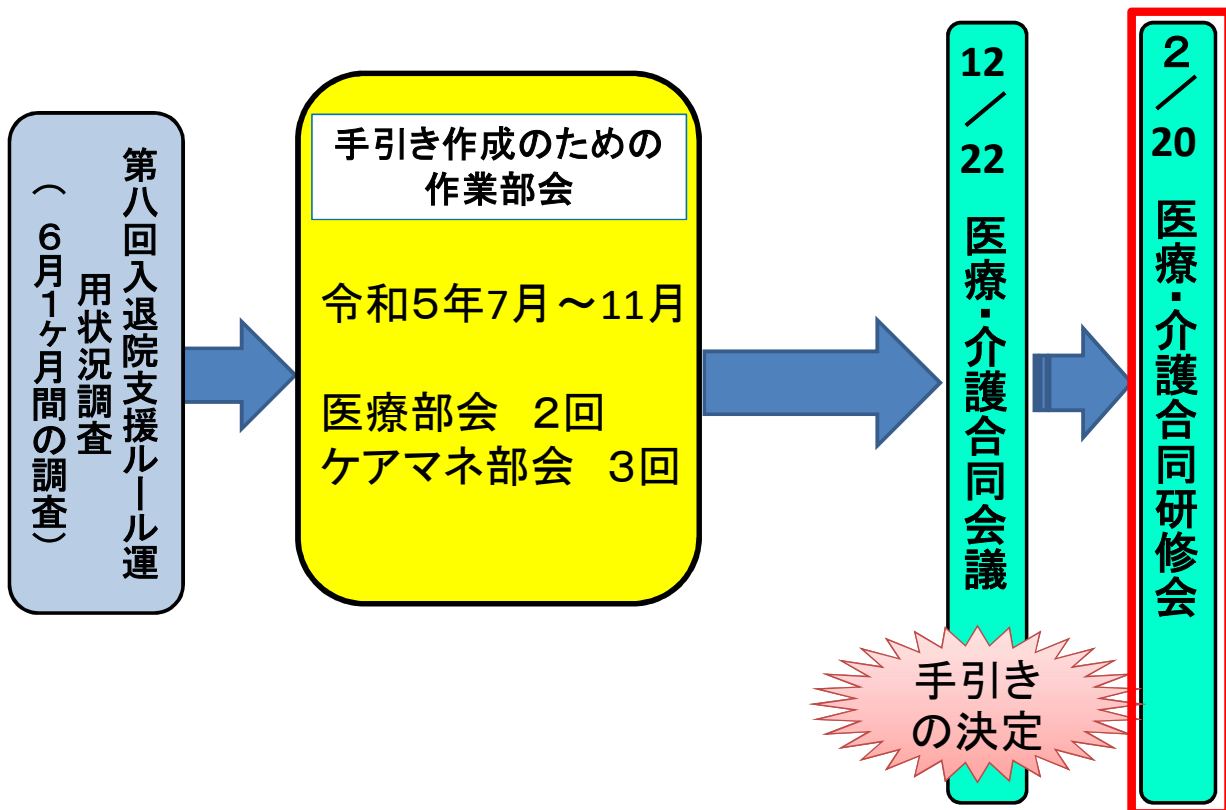 第八回入退院支援ルール運
用状況調査
（６月1ヶ月間の調査）
手引き作成のための
作業部会
令和５年7月～11月
医療部会　２回
ケアマネ部会　３回
12／22 医療・介護合同会議
手引き
の決定
２／20 医療・介護合同研修会